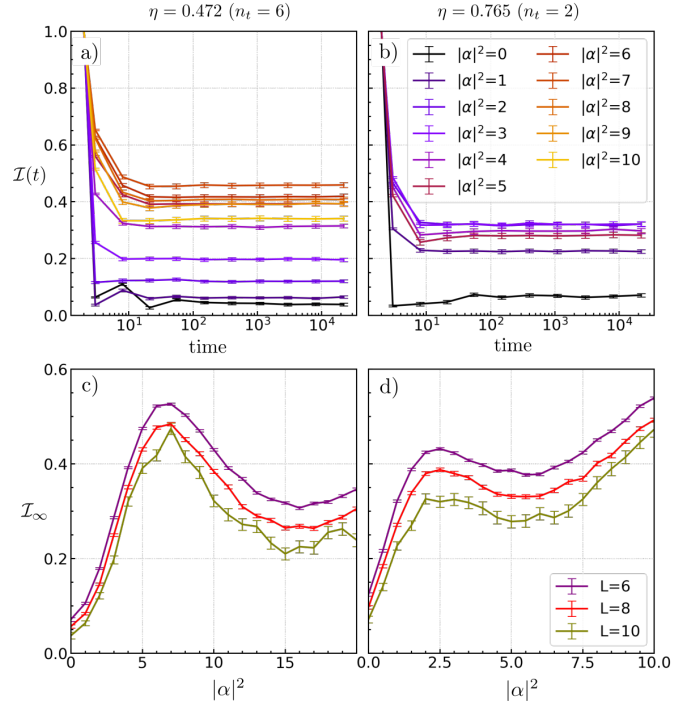 η = 0.472 (n_t = 6)
η = 0.765 (n_t = 2)
a)
b)
1.0
0.8
0.6
0.4
0.2
0.0
I(t)
|α|²=0
|α|²=1
|α|²=2
|α|²=3
|α|²=4
|α|²=5
|α|²=6
|α|²=7
|α|²=8
|α|²=9
|α|²=10
10¹ 10² 10³ 10⁴
10¹ 10² 10³ 10⁴
time
time
c)
d)
0.6
0.4
0.2
0.0
I∞
L=6
L=8
L=10
0 5 10 15
0.0 2.5 5.0 7.5 10.0
|α|²
|α|²